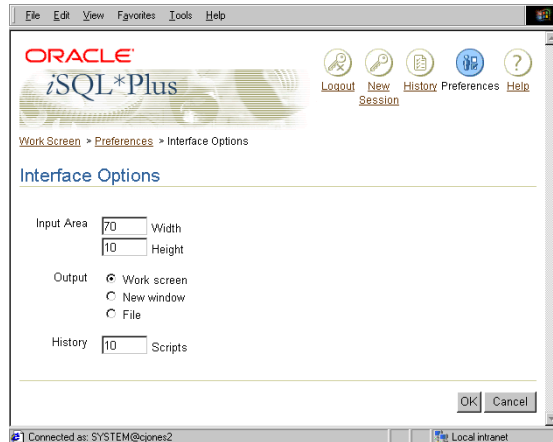 File Edit View Favorites Tools Help
ORACLE
iSQL*Plus
Logout New Session History Preferences Help
Work Screen > Preferences > Interface Options
Interface Options
Input Area 70 Width
10 Height
Output Work screen
New window
File
History 10 Scripts
OK Cancel
Connected as: SYSTEM@cjones2 Local intranet